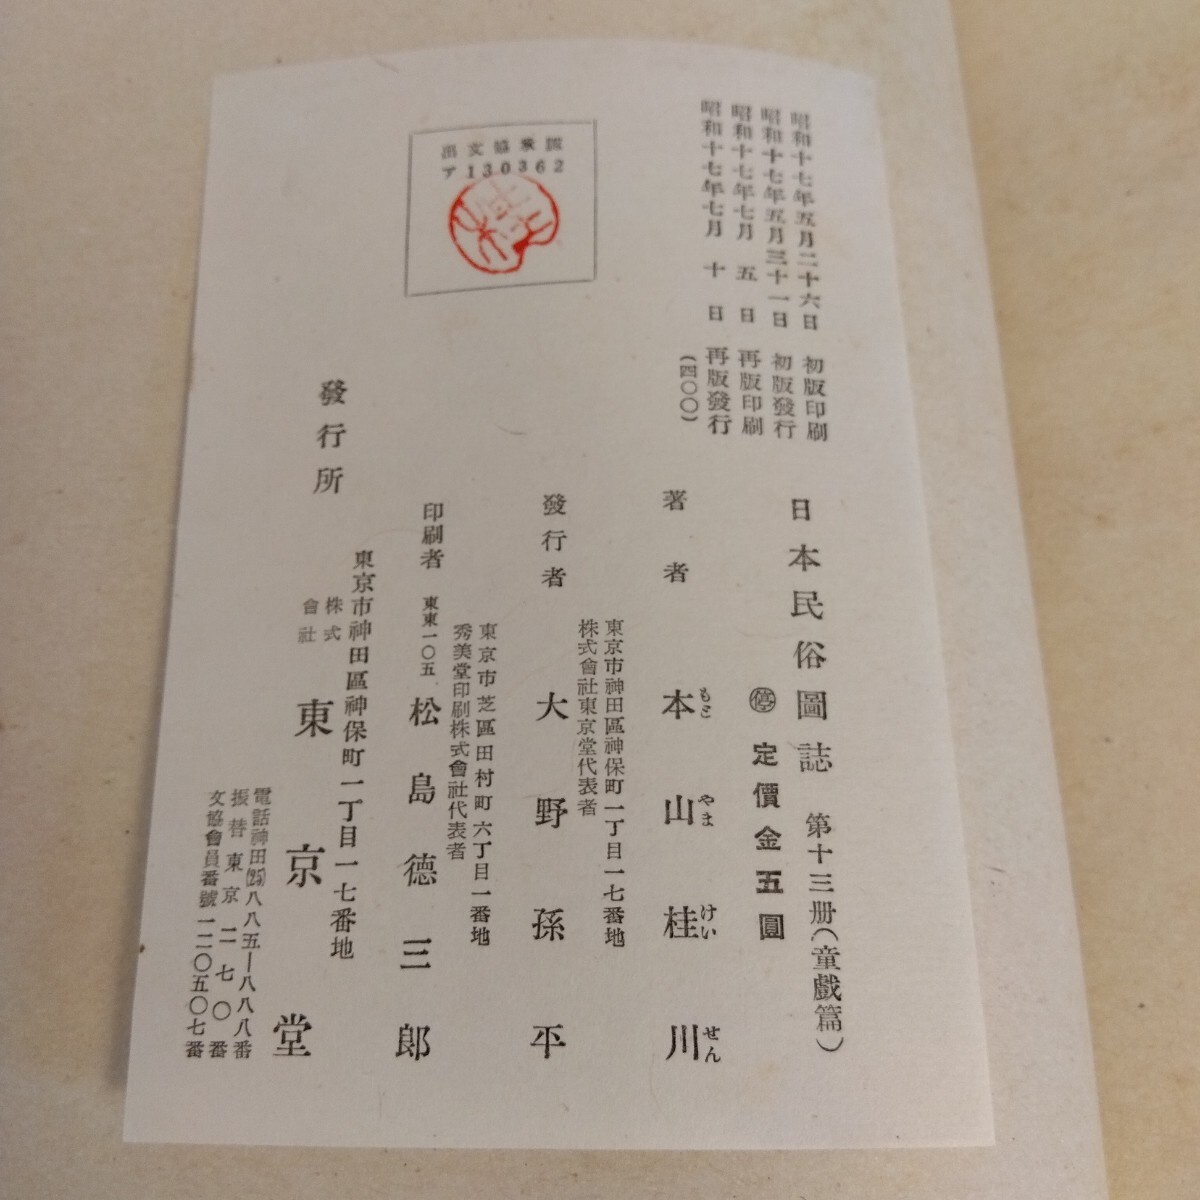 昭和十七年五月二十六日 初版印刷
昭和十七年五月三十一日 初版發行
昭和十七年七月 五 日 再版印刷
昭和十七年七月 十 日 再版發行
(四〇〇)
出文協承認
ア130362
日本民俗圖誌 第十三册(童戯篇)
停 定價金五圓
著者 本山桂川
もと やま けい せん
東京市神田區神保町一丁目一七番地
株式會社東京堂代表者
發行者 大野孫平
東京市芝區田村町六丁目一番地
秀美堂印刷株式會社代表者
印刷者 東東一〇五 松島德三郎
東京市神田區神保町一丁目一七番地
發行所 株式會社 東京堂
電話神田(25)八八五一―八八八番
振替東京二七〇番
文協會員番號一二〇五〇七番